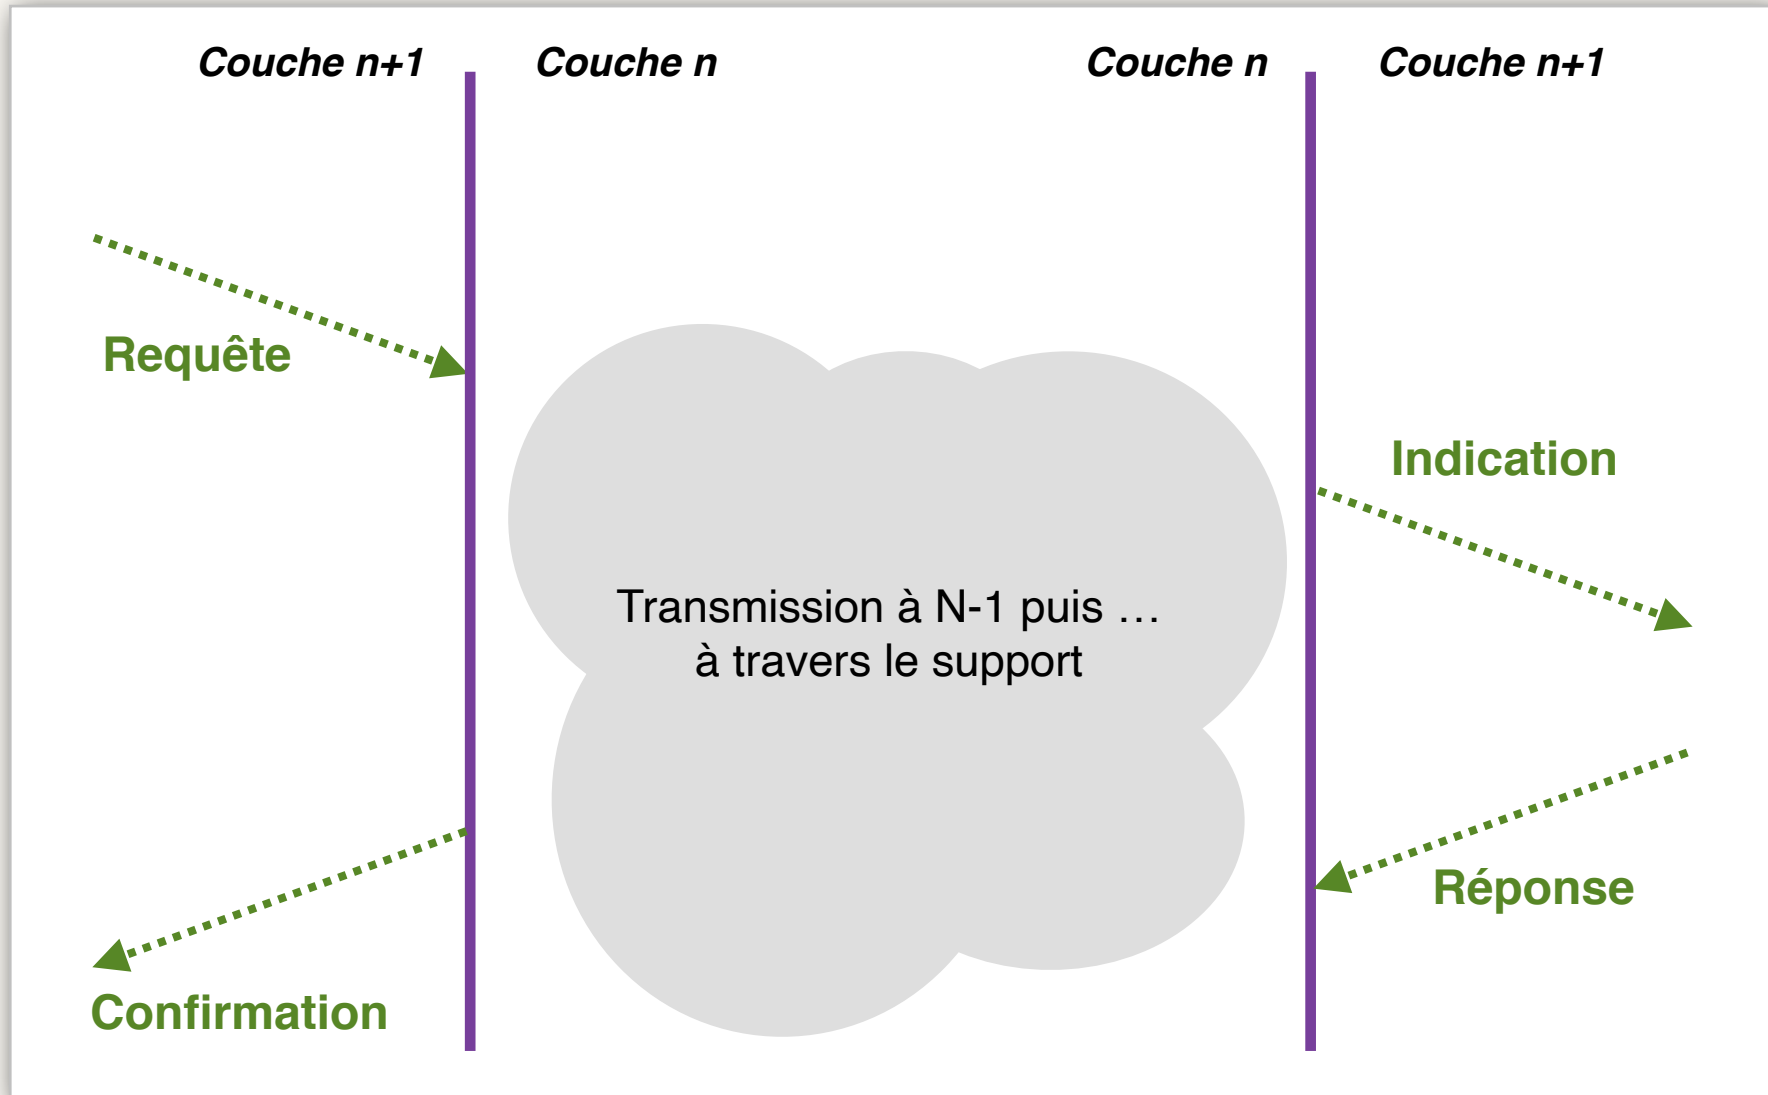 Couche n+1
Couche n
Couche n
Couche n+1
Requête
Indication
Transmission à N-1 puis …
à travers le support
Réponse
Confirmation